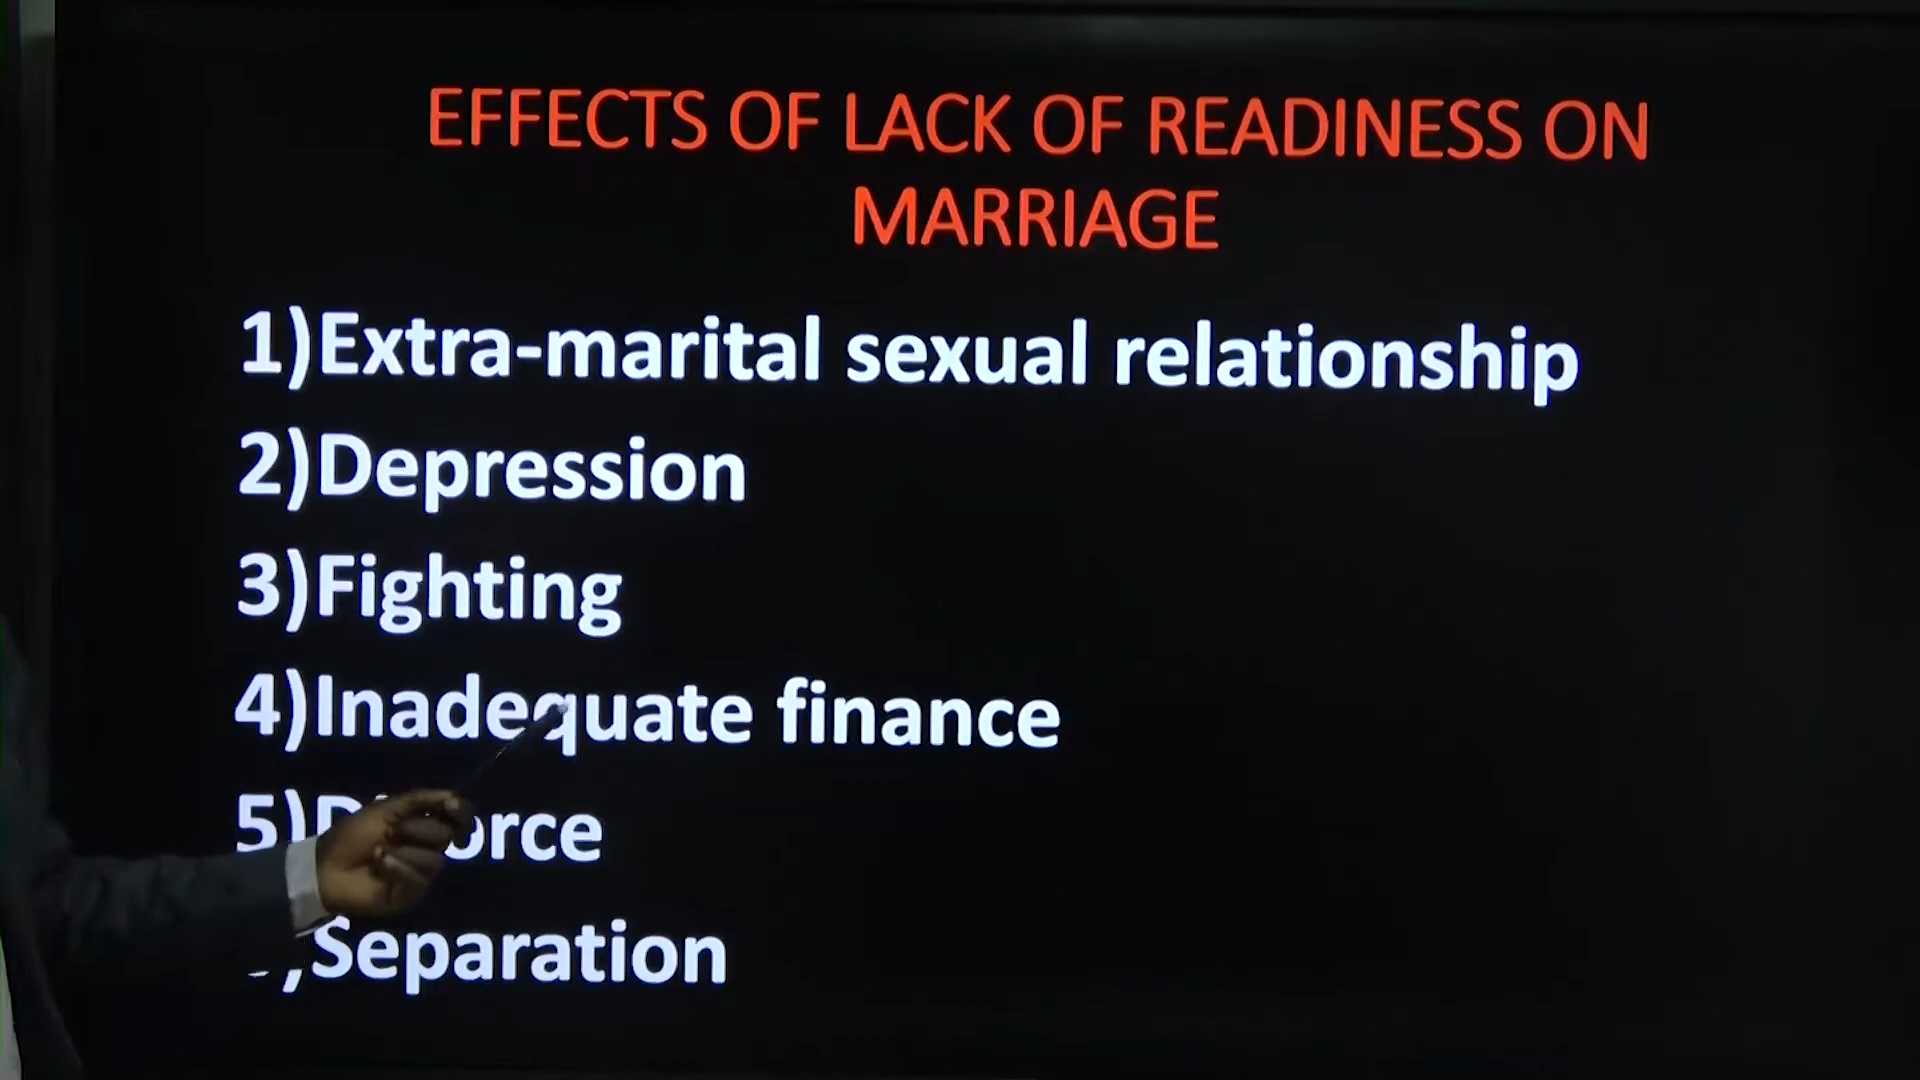 EFFECTS OF LACK OF READINESS ON
MARRIAGE
1)Extra-marital sexual relationship
2)Depression
3)Fighting
4)Inadequate finance
5)Divorce
Separation